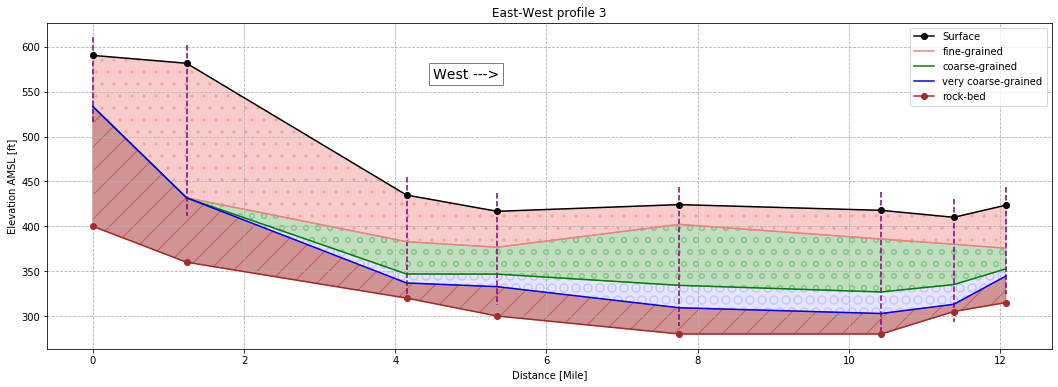 East-West profile 3
600
550
500
450
400
350
300
Elevation AMSL [ft]
West --->
Surface
fine-grained
coarse-grained
very coarse-grained
rock-bed
0
2
4
6
8
10
12
Distance [Mile]